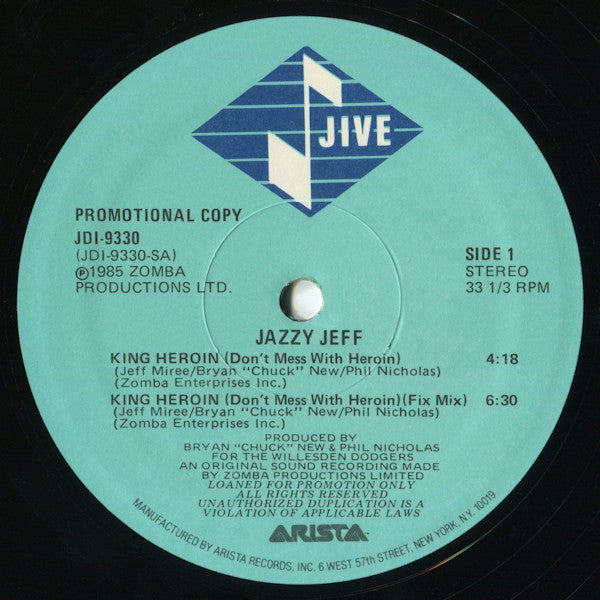 JIVE
PROMOTIONAL COPY
JDI-9330
(JDI-9330-SA)
Ⓟ1985 ZOMBA
PRODUCTIONS LTD.
SIDE 1
STEREO
33 1/3 RPM
JAZZY JEFF
KING HEROIN (Don't Mess With Heroin) 4:18
(Jeff Miree/Bryan "Chuck" New/Phil Nicholas)
(Zomba Enterprises Inc.)
KING HEROIN (Don't Mess With Heroin)(Fix Mix) 6:30
(Jeff Miree/Bryan "Chuck" New/Phil Nicholas)
(Zomba Enterprises Inc.)
PRODUCED BY
BRYAN "CHUCK" NEW & PHIL NICHOLAS
FOR THE WILLESDEN DODGERS
AN ORIGINAL SOUND RECORDING MADE
BY ZOMBA PRODUCTIONS LIMITED
LOANED FOR PROMOTION ONLY
ALL RIGHTS RESERVED
UNAUTHORIZED DUPLICATION IS A
VIOLATION OF APPLICABLE LAWS
ARISTA
MANUFACTURED BY ARISTA RECORDS, INC. 6 WEST 57th STREET, NEW YORK, N.Y. 10019